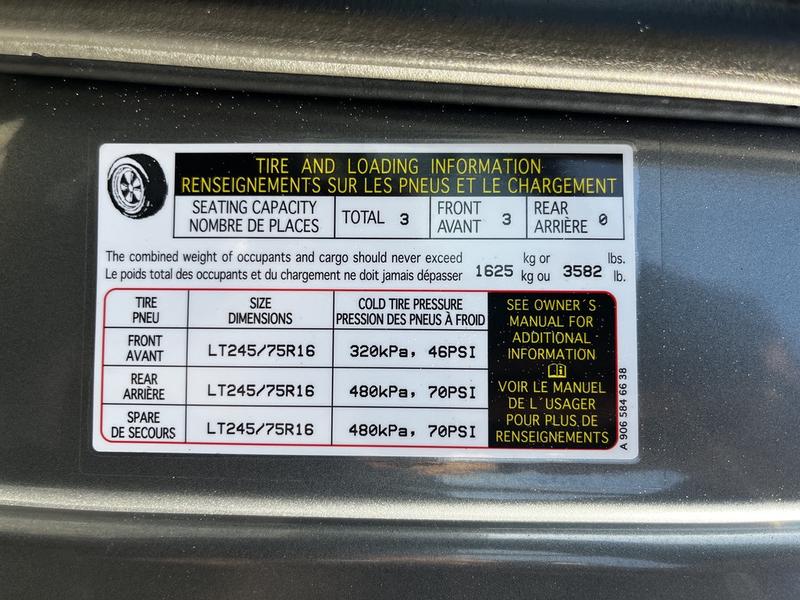 TIRE AND LOADING INFORMATION
RENSEIGNEMENTS SUR LES PNEUS ET LE CHARGEMENT
SEATING CAPACITY
NOMBRE DE PLACES
TOTAL 3
FRONT
AVANT
3
REAR
ARRIÈRE
0
The combined weight of occupants and cargo should never exceed
Le poids total des occupants et du chargement ne doit jamais dépasser
1625
kg or
kg ou
3582
lbs.
lb.
TIRE
PNEU
SIZE
DIMENSIONS
COLD TIRE PRESSURE
PRESSION DES PNEUS À FROID
FRONT
AVANT
LT245/75R16
320kPa, 46PSI
REAR
ARRIÈRE
LT245/75R16
480kPa, 70PSI
SPARE
DE SECOURS
LT245/75R16
480kPa, 70PSI
SEE OWNER´S
MANUAL FOR
ADDITIONAL
INFORMATION
VOIR LE MANUEL
DE L´USAGER
POUR PLUS DE
RENSEIGNEMENTS
A 906 584 66 38